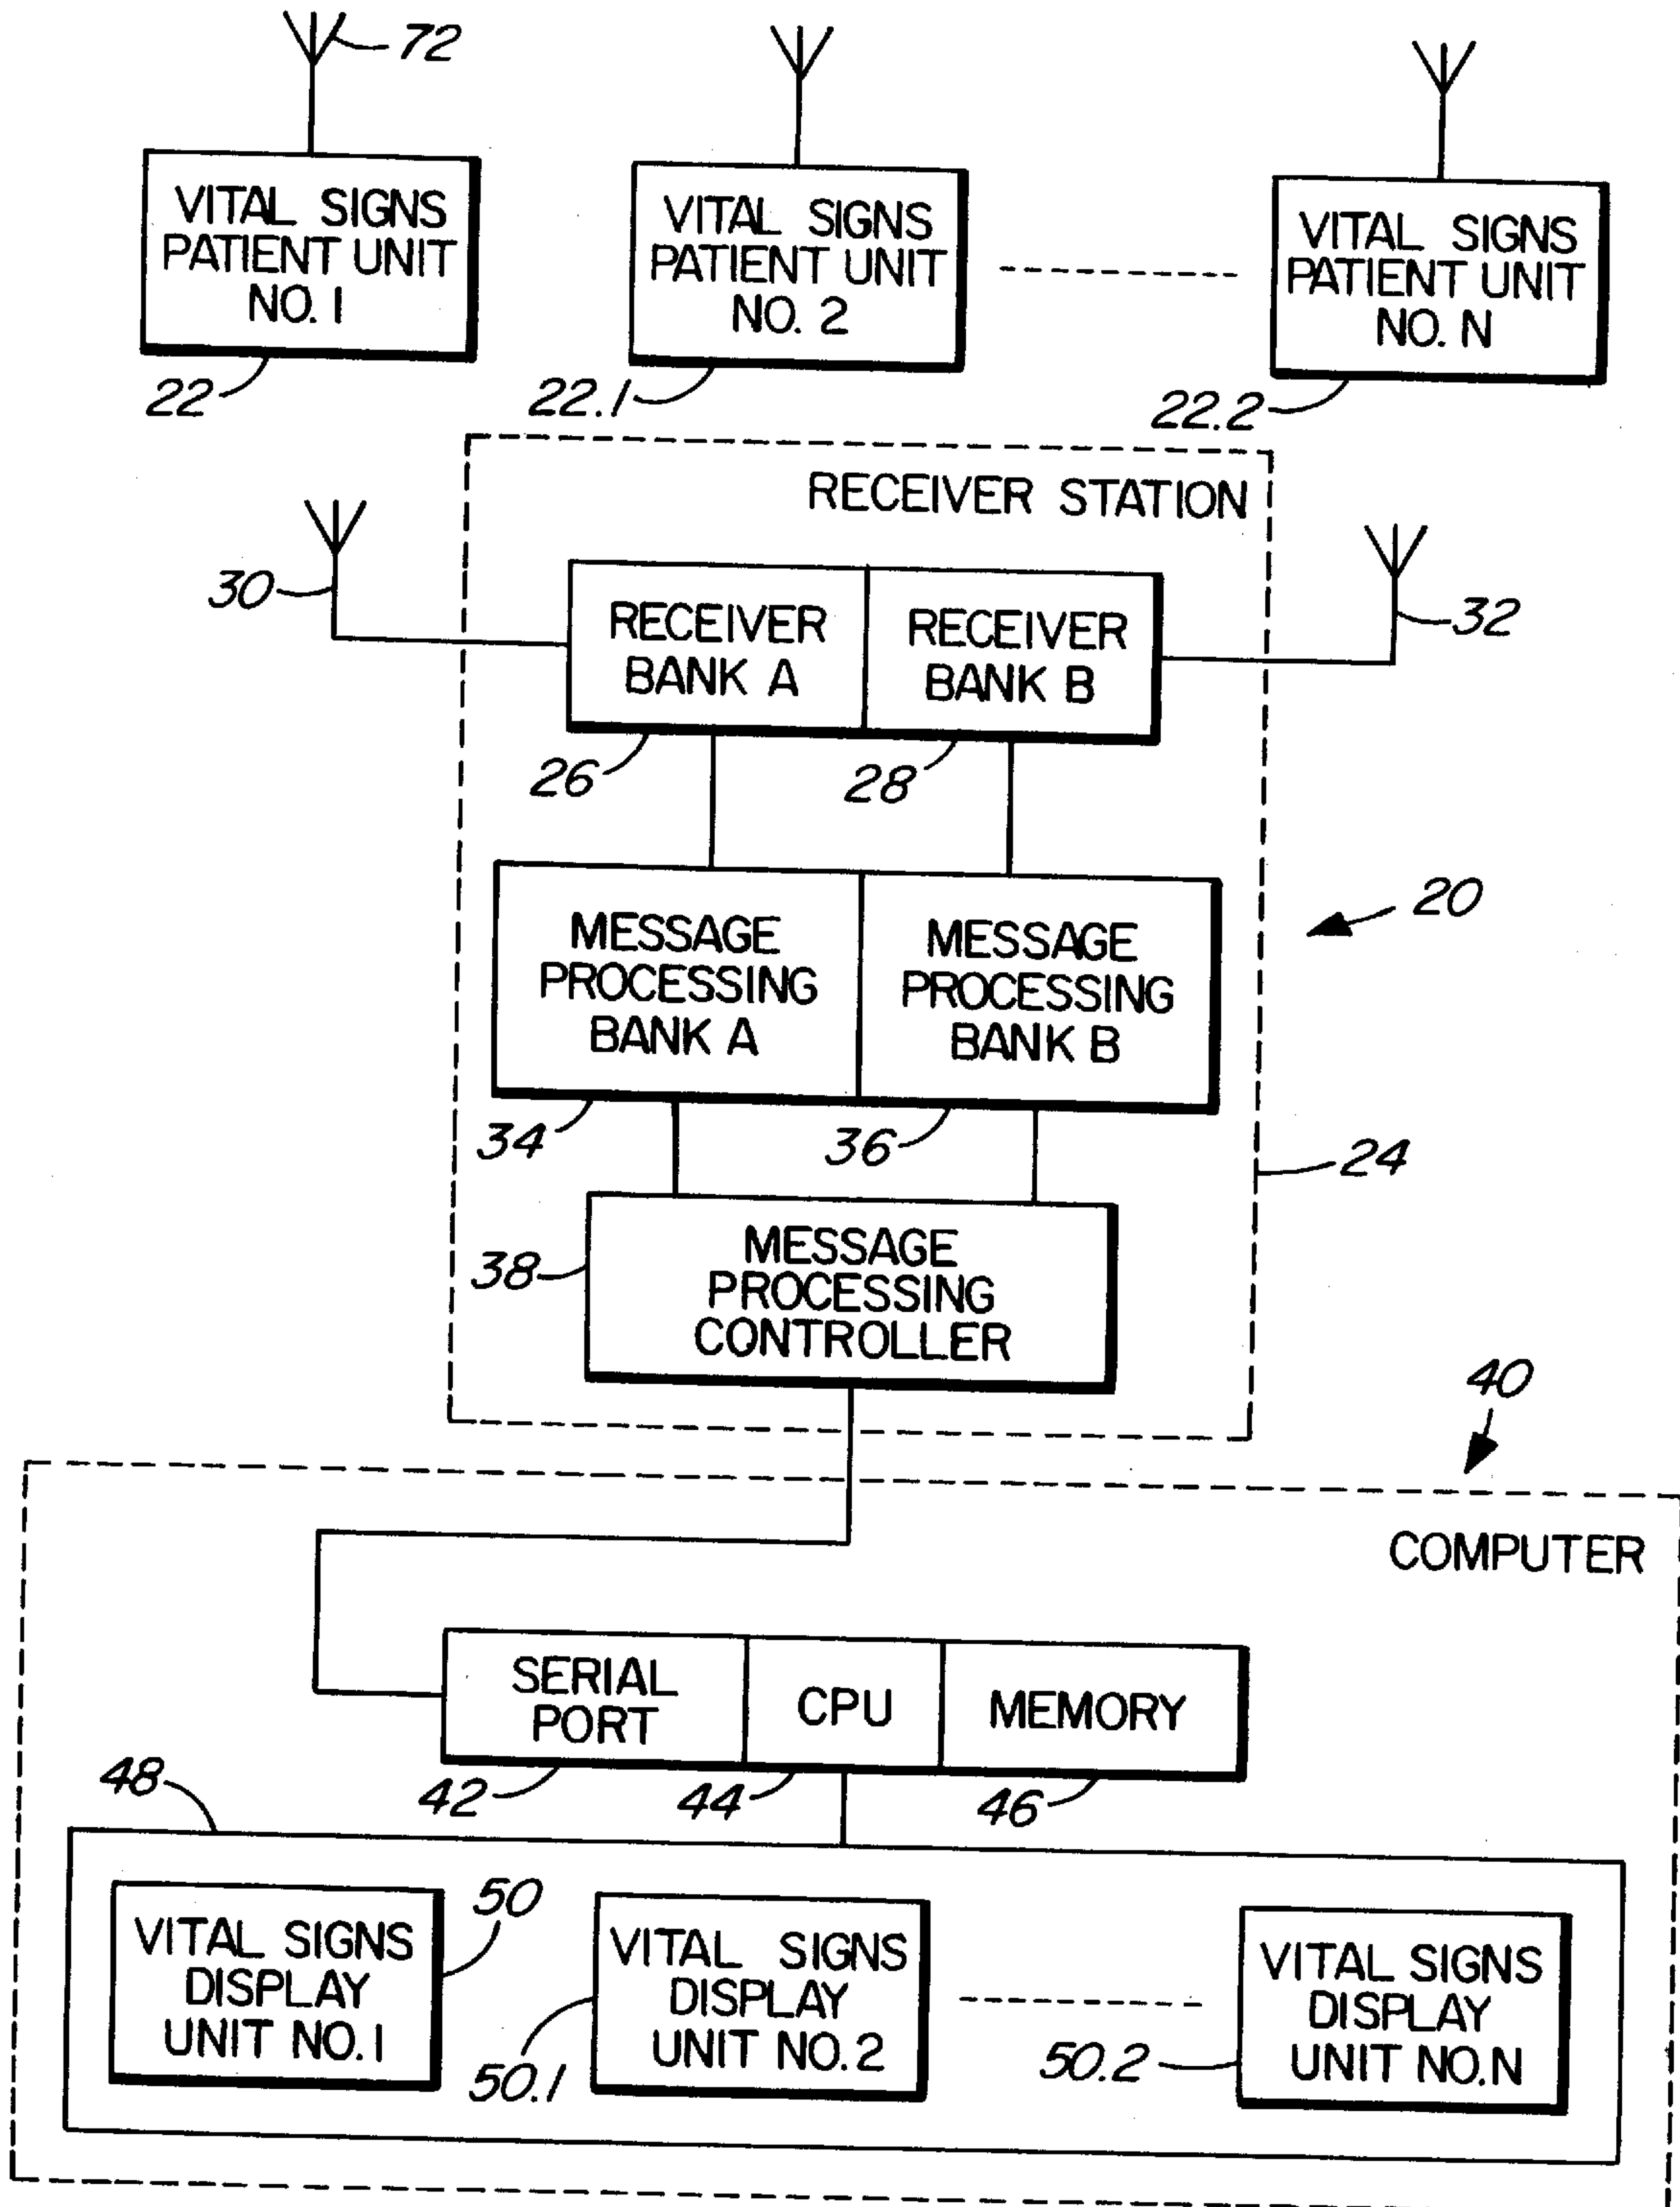 72
VITAL SIGNS
PATIENT UNIT
NO. 1
22
VITAL SIGNS
PATIENT UNIT
NO. 2
22.1
VITAL SIGNS
PATIENT UNIT
NO. N
22.2
RECEIVER STATION
30
RECEIVER
BANK A
RECEIVER
BANK B
32
26
28
20
MESSAGE
PROCESSING
BANK A
MESSAGE
PROCESSING
BANK B
34
36
24
38
MESSAGE
PROCESSING
CONTROLLER
40
COMPUTER
SERIAL
PORT
CPU
MEMORY
42
44
46
48
VITAL SIGNS
DISPLAY
UNIT NO. 1
50
VITAL SIGNS
DISPLAY
UNIT NO. 2
50.1
VITAL SIGNS
DISPLAY
UNIT NO. N
50.2